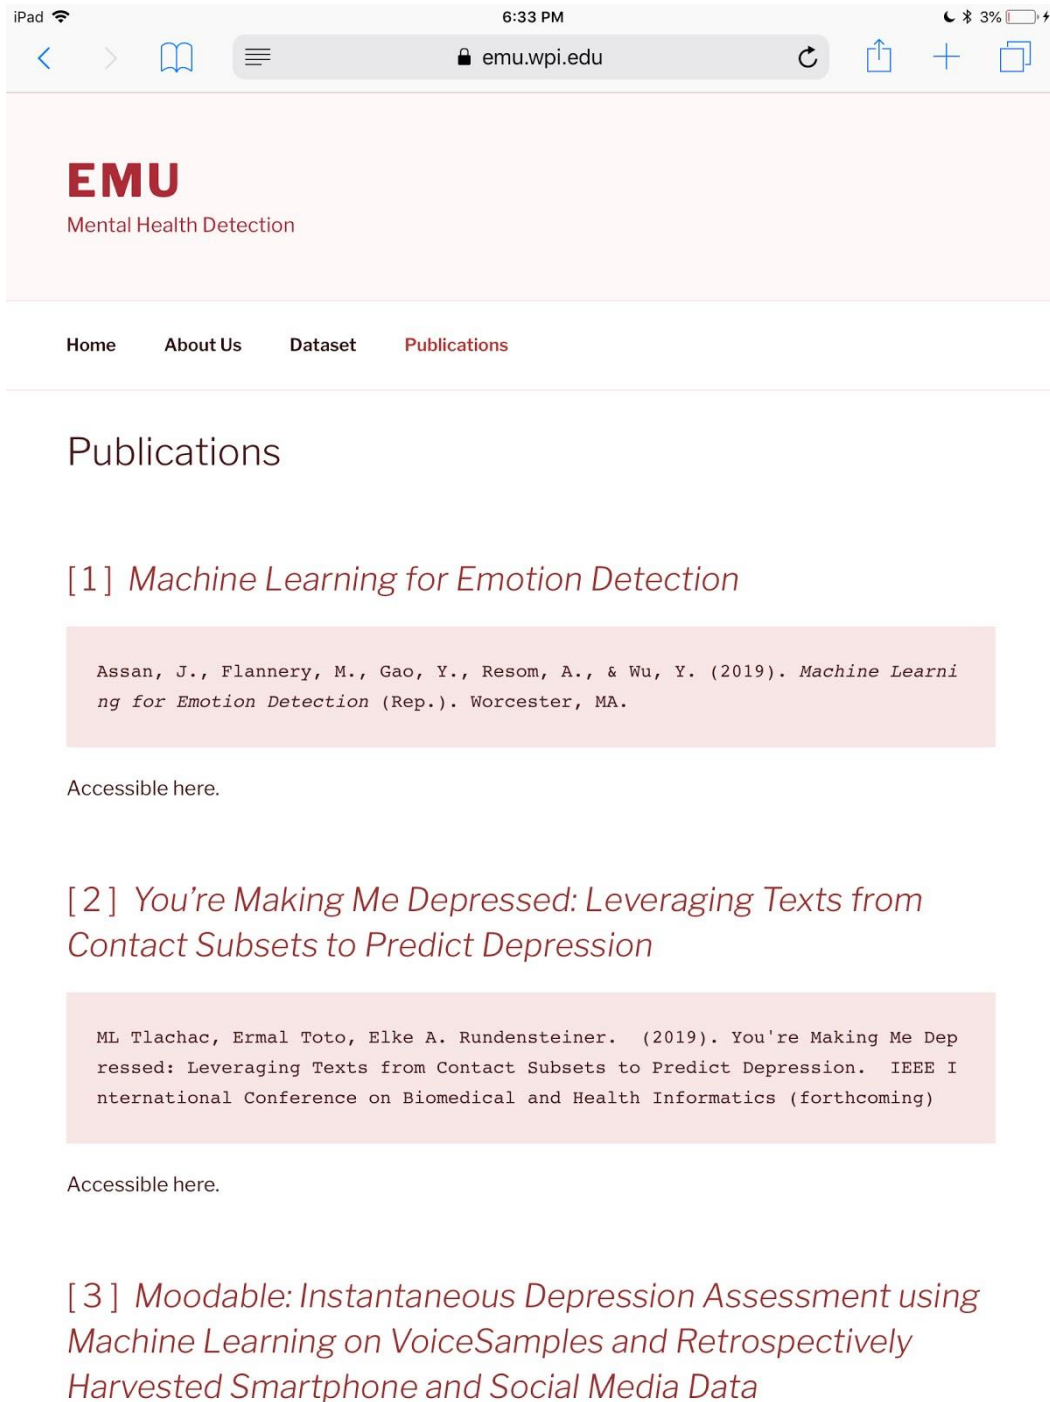 iPad 6:33 PM 3%
emu.wpi.edu
EMU
Mental Health Detection
Home About Us Dataset Publications
Publications
[1] Machine Learning for Emotion Detection
Assan, J., Flannery, M., Gao, Y., Resom, A., & Wu, Y. (2019). Machine Learni
ng for Emotion Detection (Rep.). Worcester, MA.
Accessible here.
[2] You’re Making Me Depressed: Leveraging Texts from
Contact Subsets to Predict Depression
ML Tlachac, Ermal Toto, Elke A. Rundensteiner.  (2019). You're Making Me Dep
ressed: Leveraging Texts from Contact Subsets to Predict Depression.  IEEE I
nternational Conference on Biomedical and Health Informatics (forthcoming)
Accessible here.
[3] Moodable: Instantaneous Depression Assessment using
Machine Learning on VoiceSamples and Retrospectively
Harvested Smartphone and Social Media Data